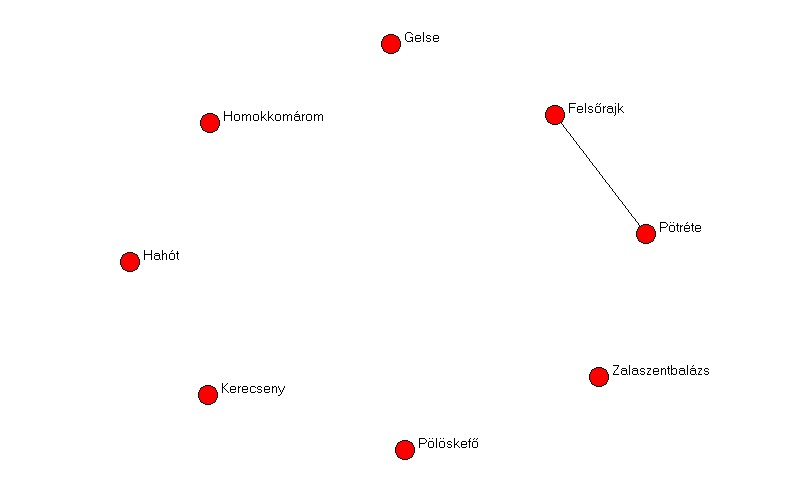 Gelse
Felsőrajk
Homokkomárom
Pötréte
Hahót
Zalaszentbalázs
Kerecseny
Pölöskefő